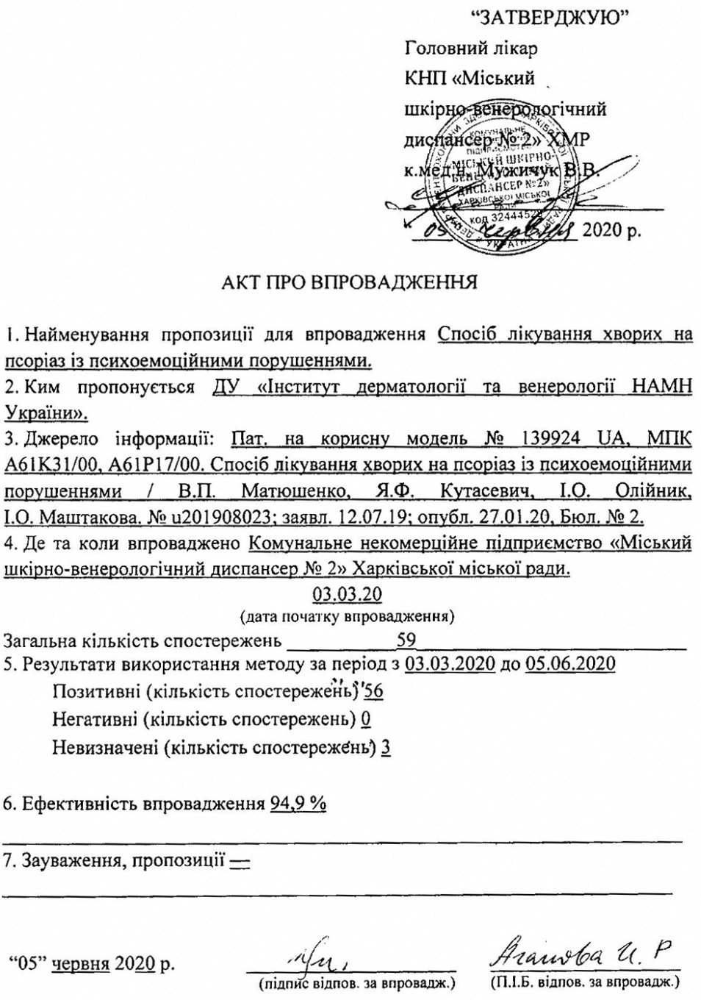 “ЗАТВЕРДЖУЮ”
Головний лікар
КНП «Міський
шкірно-венерологічний
диспансер № 2» ХМР
к.мед.н. Мужичук В.В.
КОМУНАЛЬНЕ
ПІДПРИЄМСТВО
«МІСЬКИЙ ШКІРНО-
ВЕНЕРОЛОГІЧНИЙ
ДИСПАНСЕР №2»
ХАРКІВСЬКОЇ МІСЬКОЇ
РАДИ
код 32444529
УКРАЇНА
05 червня 2020 р.
АКТ ПРО ВПРОВАДЖЕННЯ
1. Найменування пропозиції для впровадження Спосіб лікування хворих на
псоріаз із психоемоційними порушеннями.
2. Ким пропонується ДУ «Інститут дерматології та венерології НАМН
України».
3. Джерело інформації: Пат. на корисну модель № 139924 UA, МПК
A61K31/00, A61P17/00. Спосіб лікування хворих на псоріаз із психоемоційними
порушеннями / В.П. Матюшенко, Я.Ф. Кутасевич, І.О. Олійник,
І.О. Маштакова. № u201908023; заявл. 12.07.19; опубл. 27.01.20, Бюл. № 2.
4. Де та коли впроваджено Комунальне некомерційне підприємство «Міський
шкірно-венерологічний диспансер № 2» Харківської міської ради.
03.03.20
(дата початку впровадження)
Загальна кількість спостережень 59
5. Результати використання методу за період з 03.03.2020 до 05.06.2020
Позитивні (кількість спостережень) 56
Негативні (кількість спостережень) 0
Невизначені (кількість спостережень) 3
6. Ефективність впровадження 94,9 %
7. Зауваження, пропозиції —
“05” червня 2020 р.
Агапова И. Р
(підпис відпов. за впровадж.) (П.І.Б. відпов. за впровадж.)